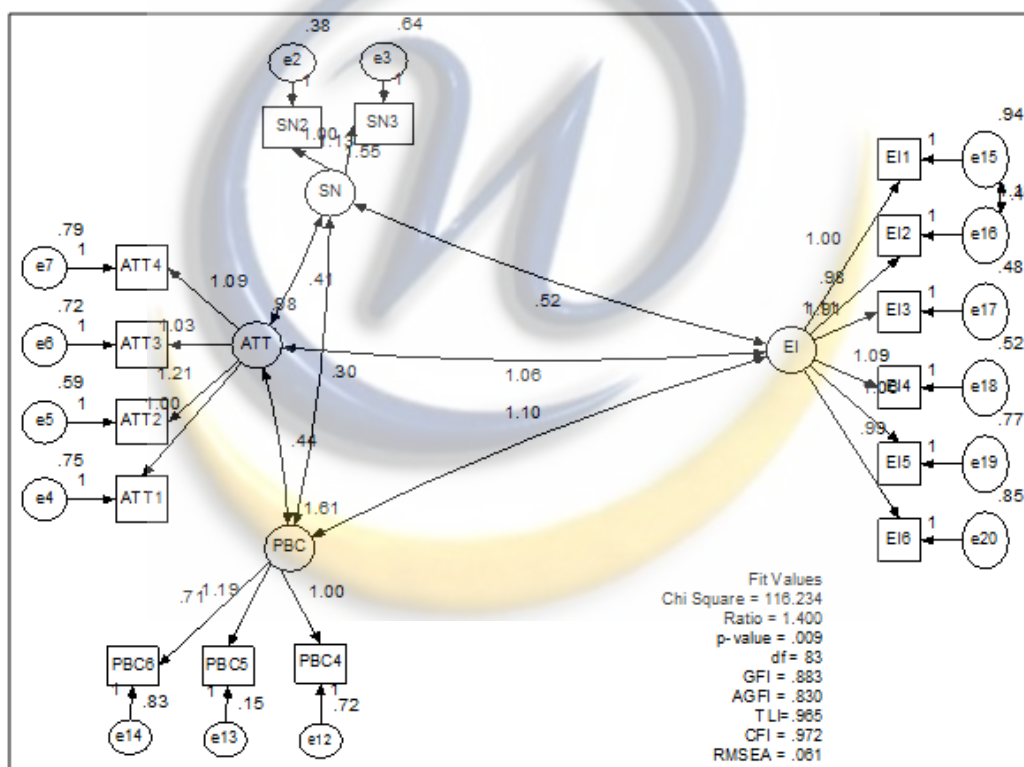 .38
.64
e2
e3
1
1
SN2
SN3
1.00
1.13
.55
SN
.94
EI1
1
e15
.79
e7
1
ATT4
1.09
.41
1.00
EI2
1
e16
.98
.48
.72
e6
1
ATT3
1.03
ATT
.98
.52
EI
1.91
EI3
1
e17
.52
.59
e5
1
ATT2
1.21
1.00
.30
1.06
1.10
1.09
EI4
1
e18
.77
.75
e4
1
ATT1
.44
.99
EI5
1
e19
.85
1.61
EI6
1
e20
PBC
.71
1.19
1.00
PBC6
PBC5
PBC4
1
.83
1
.15
1
.72
e14
e13
e12
Fit Values
Chi Square = 116.234
Ratio = 1.400
p-value = .009
df = 83
GFI = .883
AGFI = .830
TLI= .965
CFI = .972
RMSEA = .061